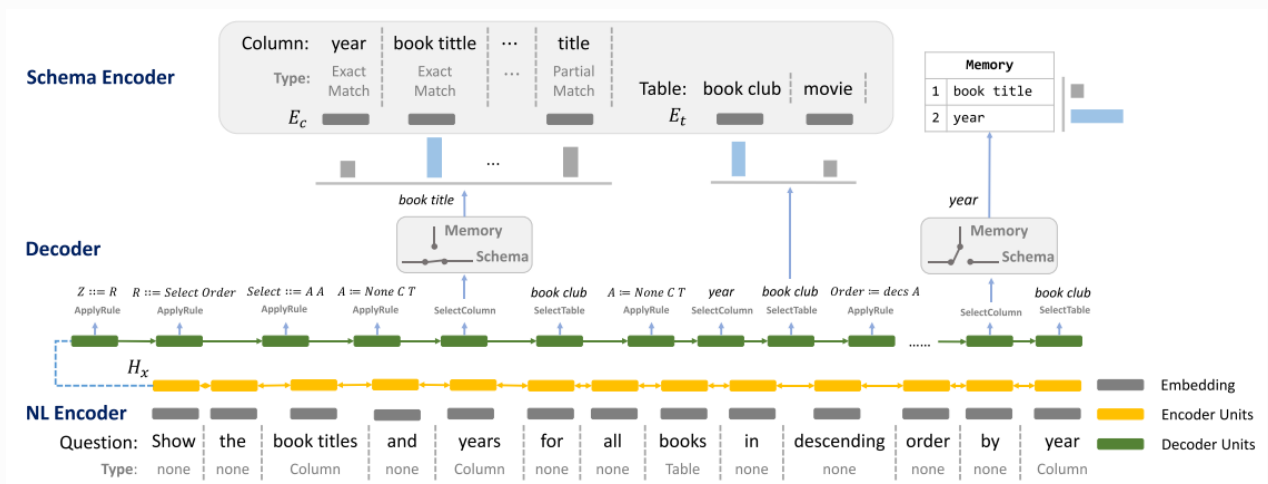 Schema Encoder
Column: year book tittle ... title
Type: Exact Match Exact Match ... Partial Match
Table: book club movie
E_c
E_t
Memory
1 book title
2 year
...
book title
year
Decoder
Memory
Schema
Memory
Schema
Z ::= R R ::= Select Order Select ::= A A A ≔ None C T book club A ≔ None C T year book club Order ≔ decs A book club
ApplyRule ApplyRule ApplyRule ApplyRule SelectColumn SelectTable ApplyRule SelectColumn SelectTable ApplyRule SelectColumn SelectTable
......
H_x
NL Encoder
Question: Show the book titles and years for all books in descending order by year
Type: none none Column none Column none none Table none none none none Column
Embedding
Encoder Units
Decoder Units